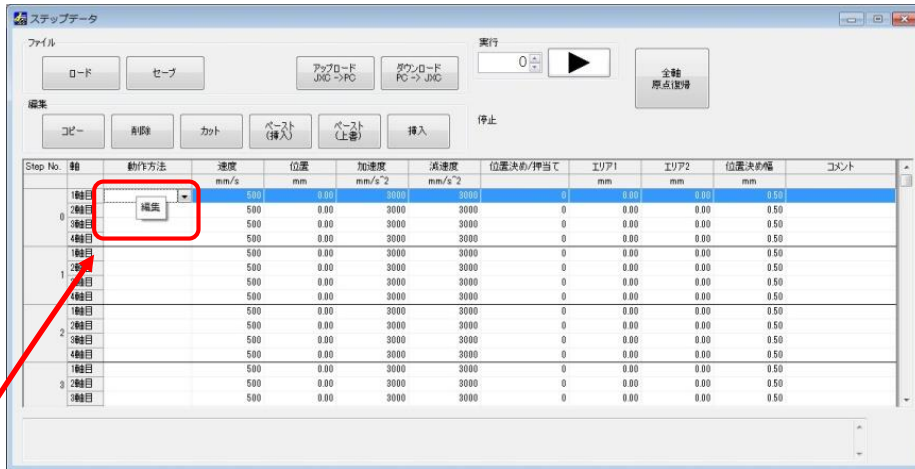 ステップデータ
ファイル
ロード セーブ アップロード JXC ->PC ダウンロード PC -> JXC
実行
0
全軸 原点復帰
編集
コピー 削除 カット ペースト (挿入) ペースト (上書) 挿入
停止
Step No. 軸 動作方法 速度 位置 加速度 減速度 位置決め/押当て エリア1 エリア2 位置決め幅 コメント
mm/s mm mm/s^2 mm/s^2 mm mm mm
0 1軸目 500 0.00 3000 3000 0 0.00 0.00 0.50
編集
2軸目 500 0.00 3000 3000 0 0.00 0.00 0.50
3軸目 500 0.00 3000 3000 0 0.00 0.00 0.50
4軸目 500 0.00 3000 3000 0 0.00 0.00 0.50
1 1軸目 500 0.00 3000 3000 0 0.00 0.00 0.50
2軸目 500 0.00 3000 3000 0 0.00 0.00 0.50
軸目 500 0.00 3000 3000 0 0.00 0.00 0.50
4軸目 500 0.00 3000 3000 0 0.00 0.00 0.50
2 1軸目 500 0.00 3000 3000 0 0.00 0.00 0.50
2軸目 500 0.00 3000 3000 0 0.00 0.00 0.50
3軸目 500 0.00 3000 3000 0 0.00 0.00 0.50
4軸目 500 0.00 3000 3000 0 0.00 0.00 0.50
3 1軸目 500 0.00 3000 3000 0 0.00 0.00 0.50
2軸目 500 0.00 3000 3000 0 0.00 0.00 0.50
3軸目 500 0.00 3000 3000 0 0.00 0.00 0.50